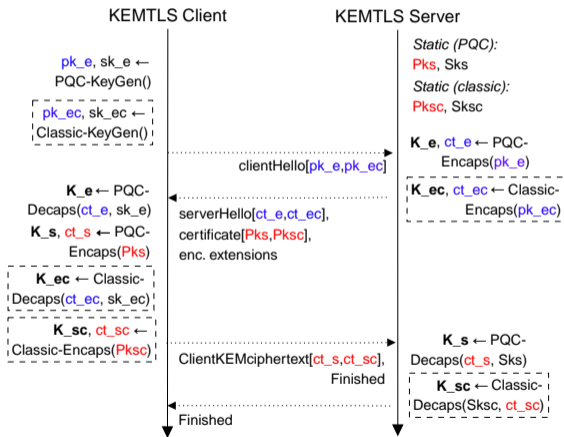 KEMTLS Client
KEMTLS Server
pk_e, sk_e ←
PQC-KeyGen()
pk_ec, sk_ec ←
Classic-KeyGen()
Static (PQC):
Pks, Sks
Static (classic):
Pksc, Sksc
clientHello[pk_e,pk_ec]
K_e, ct_e ← PQC-
Encaps(pk_e)
K_ec, ct_ec ← Classic-
Encaps(pk_ec)
K_e ← PQC-
Decaps(ct_e, sk_e)
K_s, ct_s ← PQC-
Encaps(Pks)
K_ec ← Classic-
Decaps(ct_ec, sk_ec)
K_sc, ct_sc ←
Classic-Encaps(Pksc)
serverHello[ct_e,ct_ec],
certificate[Pks,Pksc],
enc. extensions
ClientKEMciphertext[ct_s,ct_sc],
Finished
K_s ← PQC-
Decaps(ct_s, Sks)
K_sc ← Classic-
Decaps(Sksc, ct_sc)
Finished